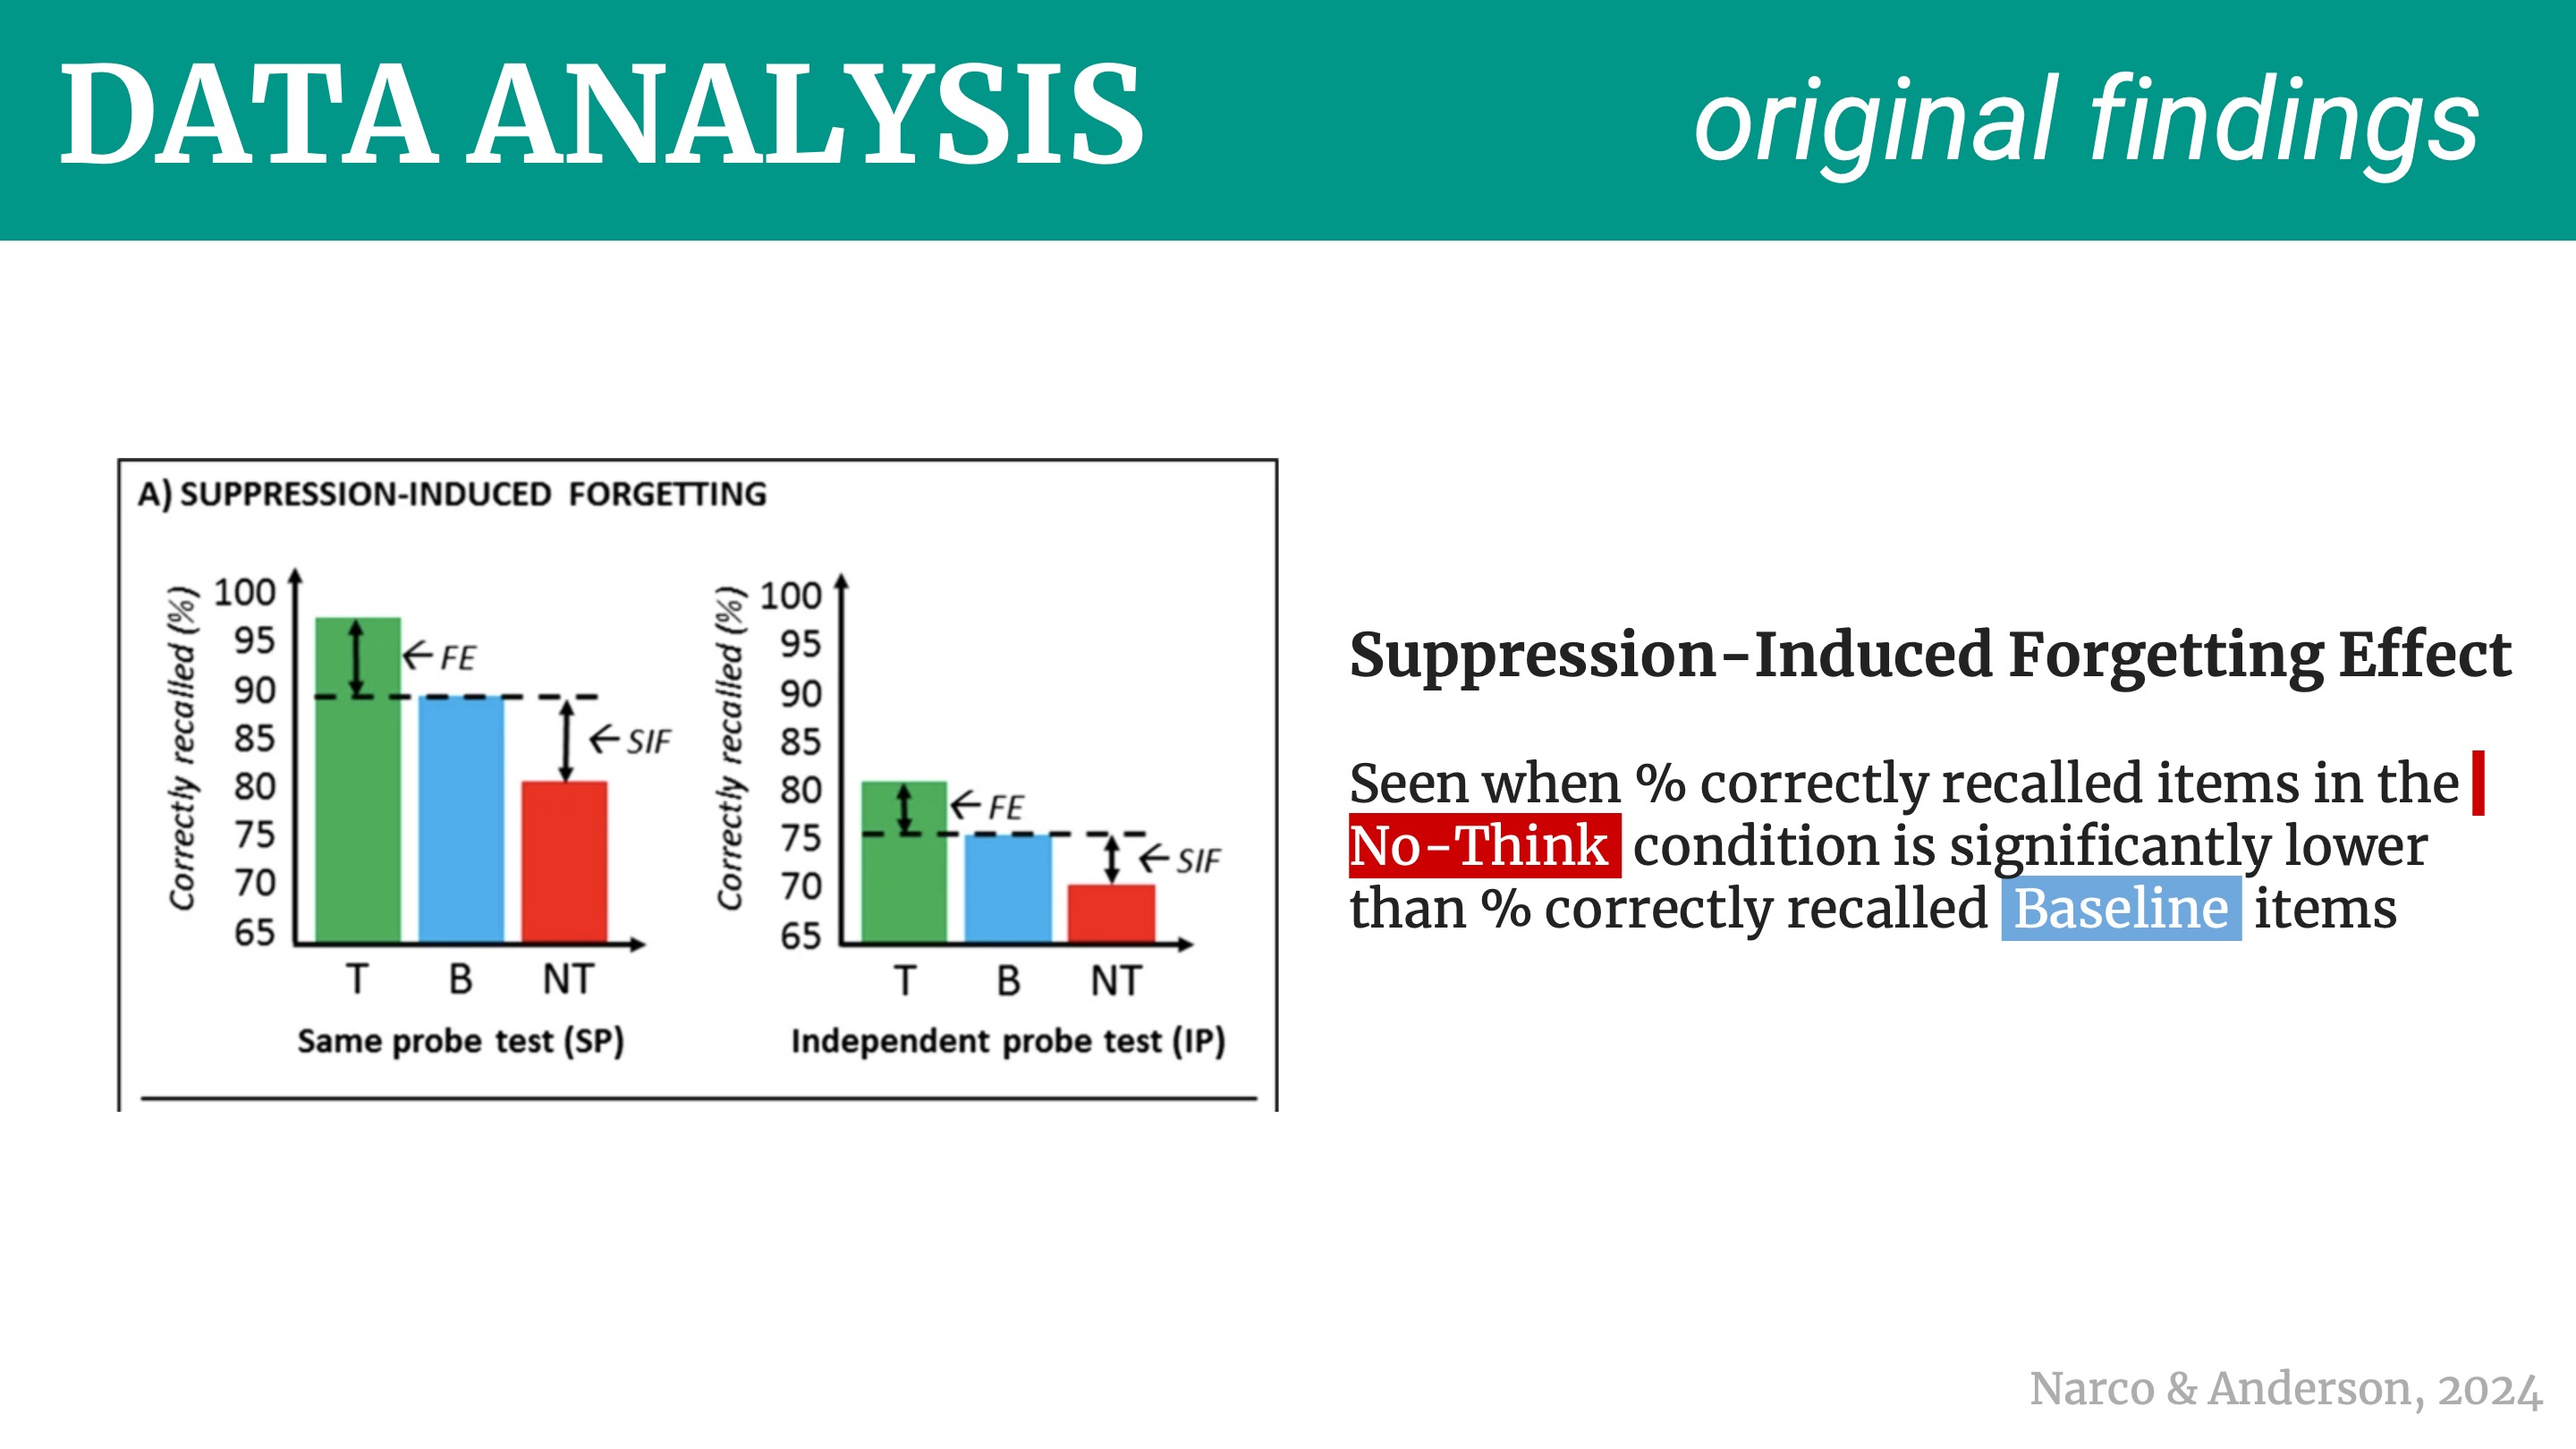 DATA ANALYSIS
original findings
A) SUPPRESSION-INDUCED FORGETTING
Correctly recalled (%)
100
95
90
85
80
75
70
65
← FE
← SIF
T B NT
Same probe test (SP)
Correctly recalled (%)
100
95
90
85
80
75
70
65
← FE
← SIF
T B NT
Independent probe test (IP)
Suppression-Induced Forgetting Effect
Seen when % correctly recalled items in the
No-Think condition is significantly lower
than % correctly recalled Baseline items
Narco & Anderson, 2024